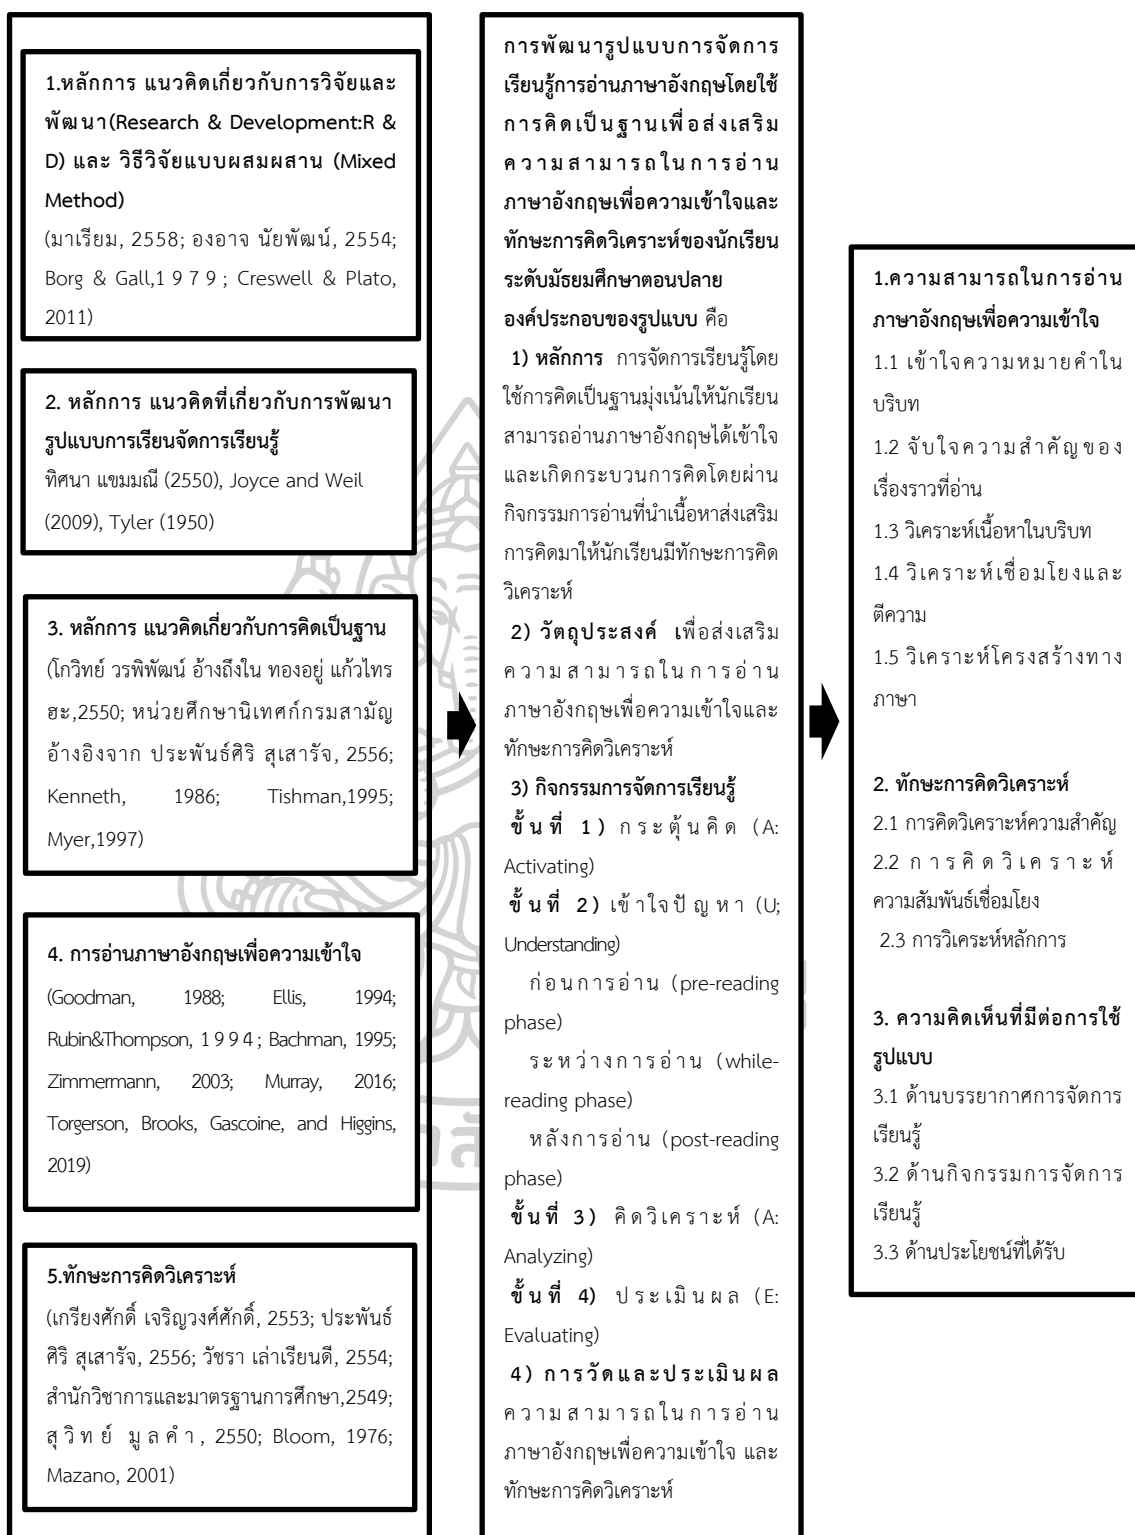 1.หลักการ แนวคิดเกี่ยวกับการวิจัยและ
พัฒนา(Research & Development:R &
D) และ วิธีวิจัยแบบผสมผสาน (Mixed
Method)
(มาเรียม, 2558; องอาจ นัยพัฒน์, 2554;
Borg & Gall,1979; Creswell & Plato,
2011)
2. หลักการ แนวคิดที่เกี่ยวกับการพัฒนา
รูปแบบการเรียนจัดการเรียนรู้
ทิศนา แขมมณี (2550), Joyce and Weil
(2009), Tyler (1950)
3. หลักการ แนวคิดเกี่ยวกับการคิดเป็นฐาน
(โกวิทย์ วรพิพัฒน์ อ้างถึงใน ทองอยู่ แก้วไทร
ฮะ,2550; หน่วยศึกษานิเทศก์กรมสามัญ
อ้างอิงจาก ประพันธ์ศิริ สุเสารัจ, 2556;
Kenneth, 1986; Tishman,1995;
Myer,1997)
4. การอ่านภาษาอังกฤษเพื่อความเข้าใจ
(Goodman, 1988; Ellis, 1994;
Rubin&Thompson, 1994; Bachman, 1995;
Zimmermann, 2003; Murray, 2016;
Torgerson, Brooks, Gascoine, and Higgins,
2019)
5.ทักษะการคิดวิเคราะห์
(เกรียงศักดิ์ เจริญวงศ์ศักดิ์, 2553; ประพันธ์
ศิริ สุเสารัจ, 2556; วัชรา เล่าเรียนดี, 2554;
สำนักวิชาการและมาตรฐานการศึกษา,2549;
สุวิทย์ มูลคำ, 2550; Bloom, 1976;
Mazano, 2001)
การพัฒนารูปแบบการจัดการ
เรียนรู้การอ่านภาษาอังกฤษโดยใช้
การคิดเป็นฐานเพื่อส่งเสริม
ความสามารถในการอ่าน
ภาษาอังกฤษเพื่อความเข้าใจและ
ทักษะการคิดวิเคราะห์ของนักเรียน
ระดับมัธยมศึกษาตอนปลาย
องค์ประกอบของรูปแบบ คือ
1) หลักการ การจัดการเรียนรู้โดย
ใช้การคิดเป็นฐานมุ่งเน้นให้นักเรียน
สามารถอ่านภาษาอังกฤษได้เข้าใจ
และเกิดกระบวนการคิดโดยผ่าน
กิจกรรมการอ่านที่นำเนื้อหาส่งเสริม
การคิดมาให้นักเรียนมีทักษะการคิด
วิเคราะห์
2) วัตถุประสงค์ เพื่อส่งเสริม
ความสามารถในการอ่าน
ภาษาอังกฤษเพื่อความเข้าใจและ
ทักษะการคิดวิเคราะห์
3) กิจกรรมการจัดการเรียนรู้
ขั้นที่ 1) กระตุ้นคิด (A:
Activating)
ขั้นที่ 2) เข้าใจปัญหา (U;
Understanding)
ก่อนการอ่าน (pre-reading
phase)
ระหว่างการอ่าน (while-
reading phase)
หลังการอ่าน (post-reading
phase)
ขั้นที่ 3) คิดวิเคราะห์ (A:
Analyzing)
ขั้นที่ 4) ประเมินผล (E:
Evaluating)
4) การวัดและประเมินผล
ความสามารถในการอ่าน
ภาษาอังกฤษเพื่อความเข้าใจ และ
ทักษะการคิดวิเคราะห์
1.ความสามารถในการอ่าน
ภาษาอังกฤษเพื่อความเข้าใจ
1.1 เข้าใจความหมายคำใน
บริบท
1.2 จับใจความสำคัญของ
เรื่องราวที่อ่าน
1.3 วิเคราะห์เนื้อหาในบริบท
1.4 วิเคราะห์เชื่อมโยงและ
ตีความ
1.5 วิเคราะห์โครงสร้างทาง
ภาษา
2. ทักษะการคิดวิเคราะห์
2.1 การคิดวิเคราะห์ความสำคัญ
2.2 การคิดวิเคราะห์
ความสัมพันธ์เชื่อมโยง
2.3 การวิเคระห์หลักการ
3. ความคิดเห็นที่มีต่อการใช้
รูปแบบ
3.1 ด้านบรรยากาศการจัดการ
เรียนรู้
3.2 ด้านกิจกรรมการจัดการ
เรียนรู้
3.3 ด้านประโยชน์ที่ได้รับ